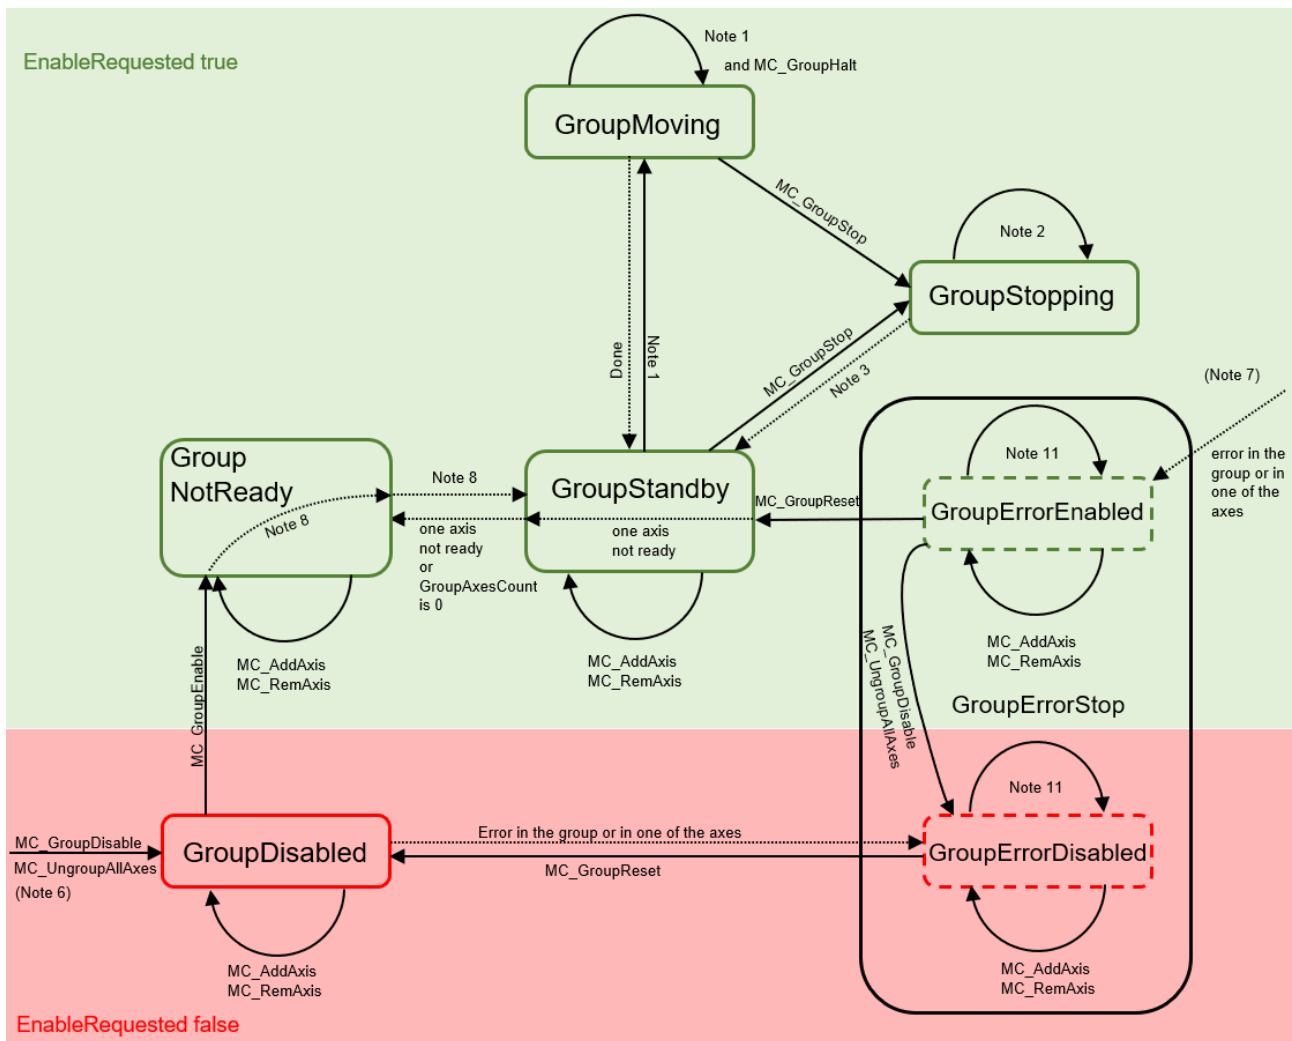 EnableRequested true
Note 1
and MC_GroupHalt
GroupMoving
MC_GroupStop
Note 2
GroupStopping
Done
Note 1
MC_GroupStop
Note 3
(Note 7)
error in the
group or in
one of the
axes
Group
NotReady
Note 8
Note 8
one axis
not ready
or
GroupAxesCount
is 0
GroupStandby
one axis
not ready
MC_GroupReset
Note 11
GroupErrorEnabled
MC_AddAxis
MC_RemAxis
MC_AddAxis
MC_RemAxis
MC_AddAxis
MC_RemAxis
MC_GroupEnable
MC_GroupDisable
MC_UngroupAllAxes
GroupErrorStop
MC_GroupDisable
MC_UngroupAllAxes
(Note 6)
GroupDisabled
Error in the group or in one of the axes
MC_GroupReset
Note 11
GroupErrorDisabled
MC_AddAxis
MC_RemAxis
MC_AddAxis
MC_RemAxis
EnableRequested false